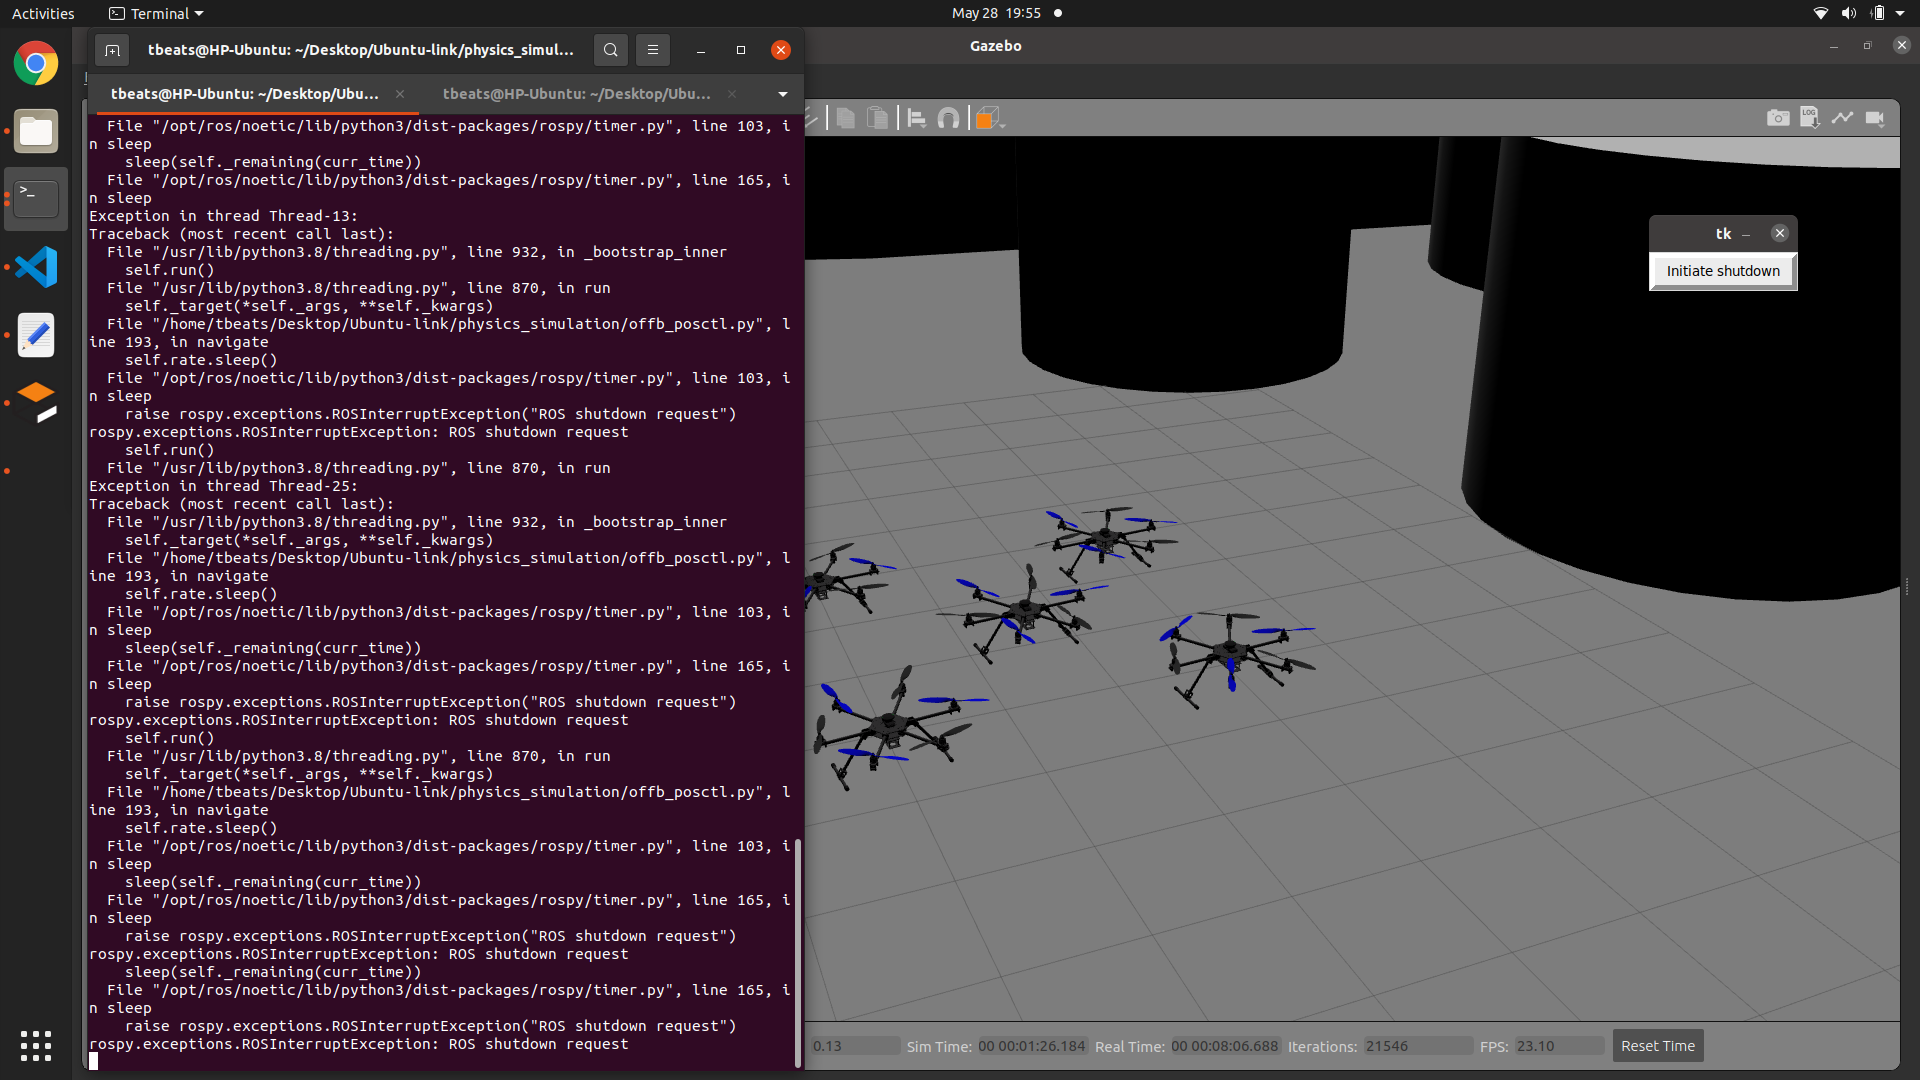 Activities
Terminal
May 28 19:55
tbeats@HP-Ubuntu: ~/Desktop/Ubuntu-link/physics_simul...
Gazebo
tbeats@HP-Ubuntu: ~/Desktop/Ubu...
tbeats@HP-Ubuntu: ~/Desktop/Ubu...
File "/opt/ros/noetic/lib/python3/dist-packages/rospy/timer.py", line 103, i
n sleep
sleep(self._remaining(curr_time))
File "/opt/ros/noetic/lib/python3/dist-packages/rospy/timer.py", line 165, i
n sleep
Exception in thread Thread-13:
Traceback (most recent call last):
File "/usr/lib/python3.8/threading.py", line 932, in _bootstrap_inner
self.run()
File "/usr/lib/python3.8/threading.py", line 870, in run
self._target(*self._args, **self._kwargs)
File "/home/tbeats/Desktop/Ubuntu-link/physics_simulation/offb_posctl.py", l
ine 193, in navigate
self.rate.sleep()
File "/opt/ros/noetic/lib/python3/dist-packages/rospy/timer.py", line 103, i
n sleep
raise rospy.exceptions.ROSInterruptException("ROS shutdown request")
rospy.exceptions.ROSInterruptException: ROS shutdown request
self.run()
File "/usr/lib/python3.8/threading.py", line 870, in run
Exception in thread Thread-25:
Traceback (most recent call last):
File "/usr/lib/python3.8/threading.py", line 932, in _bootstrap_inner
self._target(*self._args, **self._kwargs)
File "/home/tbeats/Desktop/Ubuntu-link/physics_simulation/offb_posctl.py", l
ine 193, in navigate
self.rate.sleep()
File "/opt/ros/noetic/lib/python3/dist-packages/rospy/timer.py", line 103, i
n sleep
sleep(self._remaining(curr_time))
File "/opt/ros/noetic/lib/python3/dist-packages/rospy/timer.py", line 165, i
n sleep
raise rospy.exceptions.ROSInterruptException("ROS shutdown request")
rospy.exceptions.ROSInterruptException: ROS shutdown request
self.run()
File "/usr/lib/python3.8/threading.py", line 870, in run
self._target(*self._args, **self._kwargs)
File "/home/tbeats/Desktop/Ubuntu-link/physics_simulation/offb_posctl.py", l
ine 193, in navigate
self.rate.sleep()
File "/opt/ros/noetic/lib/python3/dist-packages/rospy/timer.py", line 103, i
n sleep
sleep(self._remaining(curr_time))
File "/opt/ros/noetic/lib/python3/dist-packages/rospy/timer.py", line 165, i
n sleep
raise rospy.exceptions.ROSInterruptException("ROS shutdown request")
rospy.exceptions.ROSInterruptException: ROS shutdown request
sleep(self._remaining(curr_time))
File "/opt/ros/noetic/lib/python3/dist-packages/rospy/timer.py", line 165, i
n sleep
raise rospy.exceptions.ROSInterruptException("ROS shutdown request")
rospy.exceptions.ROSInterruptException: ROS shutdown request
LOG
tk
Initiate shutdown
0.13 Sim Time: 00 00:01:26.184 Real Time: 00 00:08:06.688 Iterations: 21546 FPS: 23.10 Reset Time